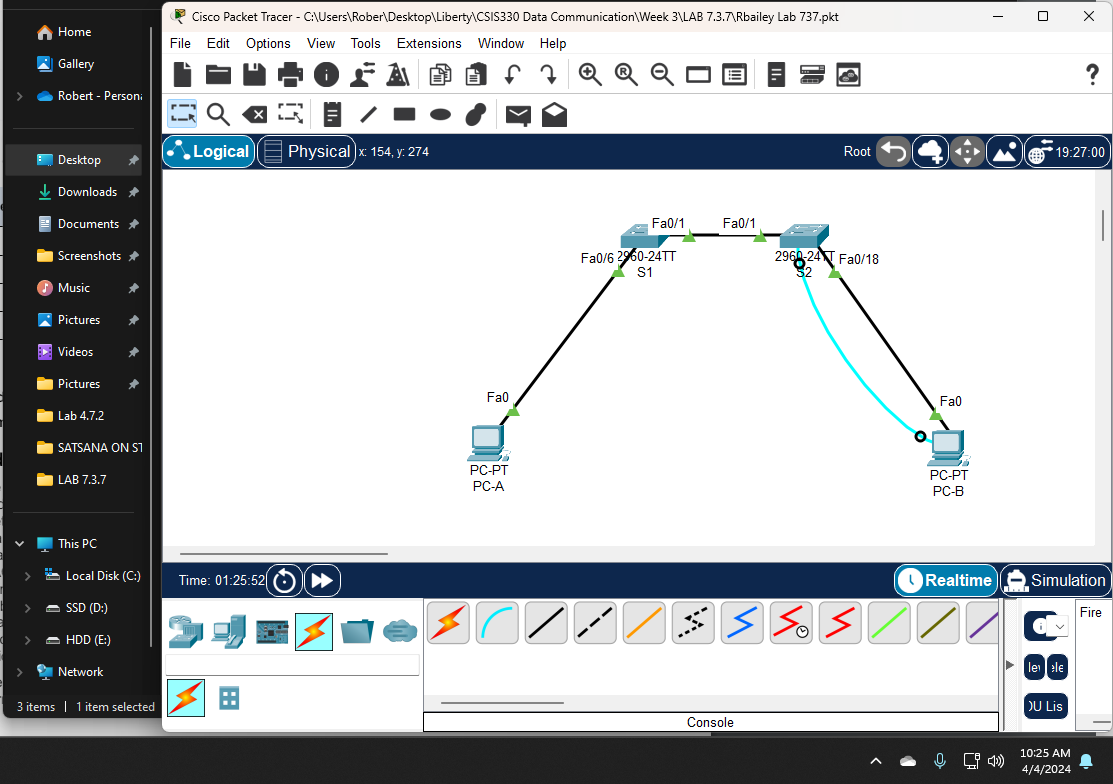 Cisco Packet Tracer - C:\Users\Rober\Desktop\Liberty\CSIS330 Data Communication\Week 3\LAB 7.3.7\Rbailey Lab 737.pkt
File Edit Options View Tools Extensions Window Help
Home
Gallery
Robert - Persona
Desktop
Downloads
Documents
Screenshots
Music
Pictures
Videos
Pictures
Lab 4.7.2
SATSANA ON ST
LAB 7.3.7
This PC
Local Disk (C:)
SSD (D:)
HDD (E:)
Network
3 items | 1 item selected
Logical Physical x: 154, y: 274 Root 19:27:00
Fa0/1 Fa0/1
Fa0/6 2960-24TT 2960-24TT Fa0/18
S1 S2
Fa0 Fa0
PC-PT
PC-A
PC-PT
PC-B
Time: 01:25:52 Realtime Simulation
Fire
Console
10:25 AM
4/4/2024